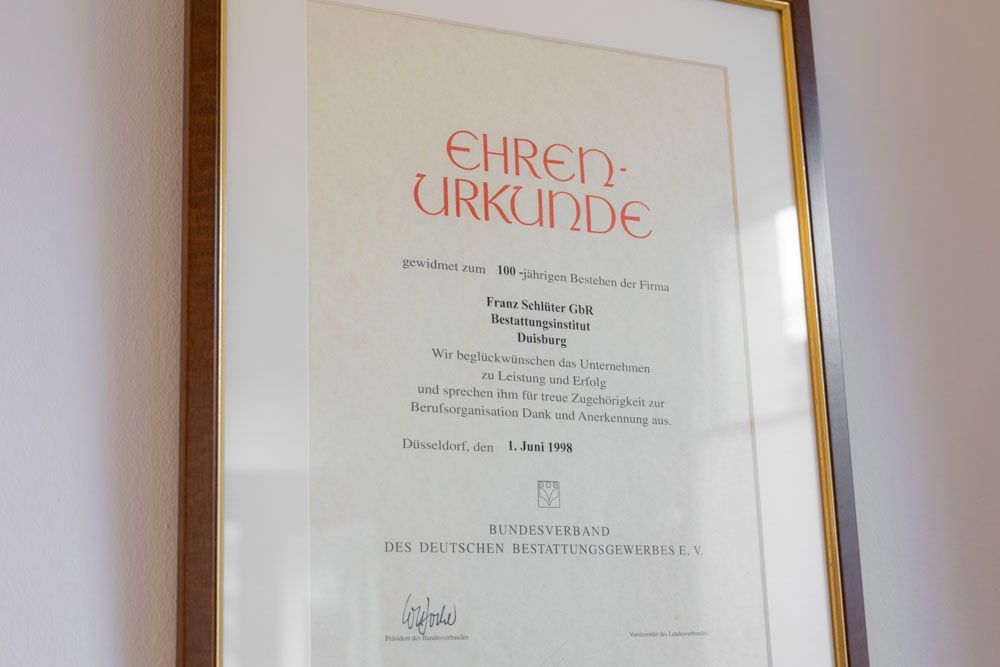 EHREN-
URKUNDE
gewidmet zum 100 -jährigen Bestehen der Firma
Franz Schlüter GbR
Bestattungsinstitut
Duisburg
Wir beglückwünschen das Unternehmen
zu Leistung und Erfolg
und sprechen ihm für treue Zugehörigkeit zur
Berufsorganisation Dank und Anerkennung aus.
Düsseldorf, den 1. Juni 1998
BDB
BUNDESVERBAND
DES DEUTSCHEN BESTATTUNGSGEWERBES E. V.
Präsident des Bundesverbandes Vorsitzender des Landesverbandes